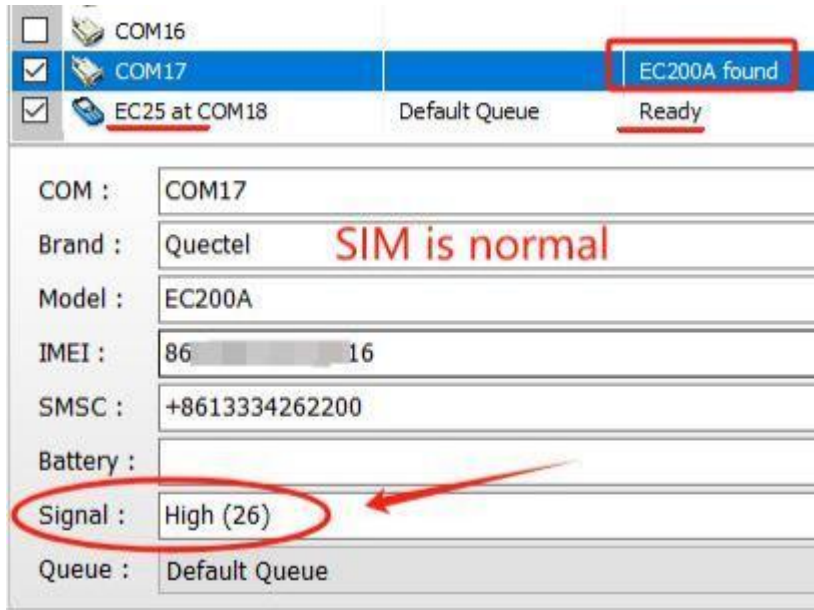 COM16
COM17 EC200A found
EC25 at COM18 Default Queue Ready
COM : COM17
Brand : Quectel SIM is normal
Model : EC200A
IMEI : 86 16
SMSC : +8613334262200
Battery :
Signal : High (26)
Queue : Default Queue